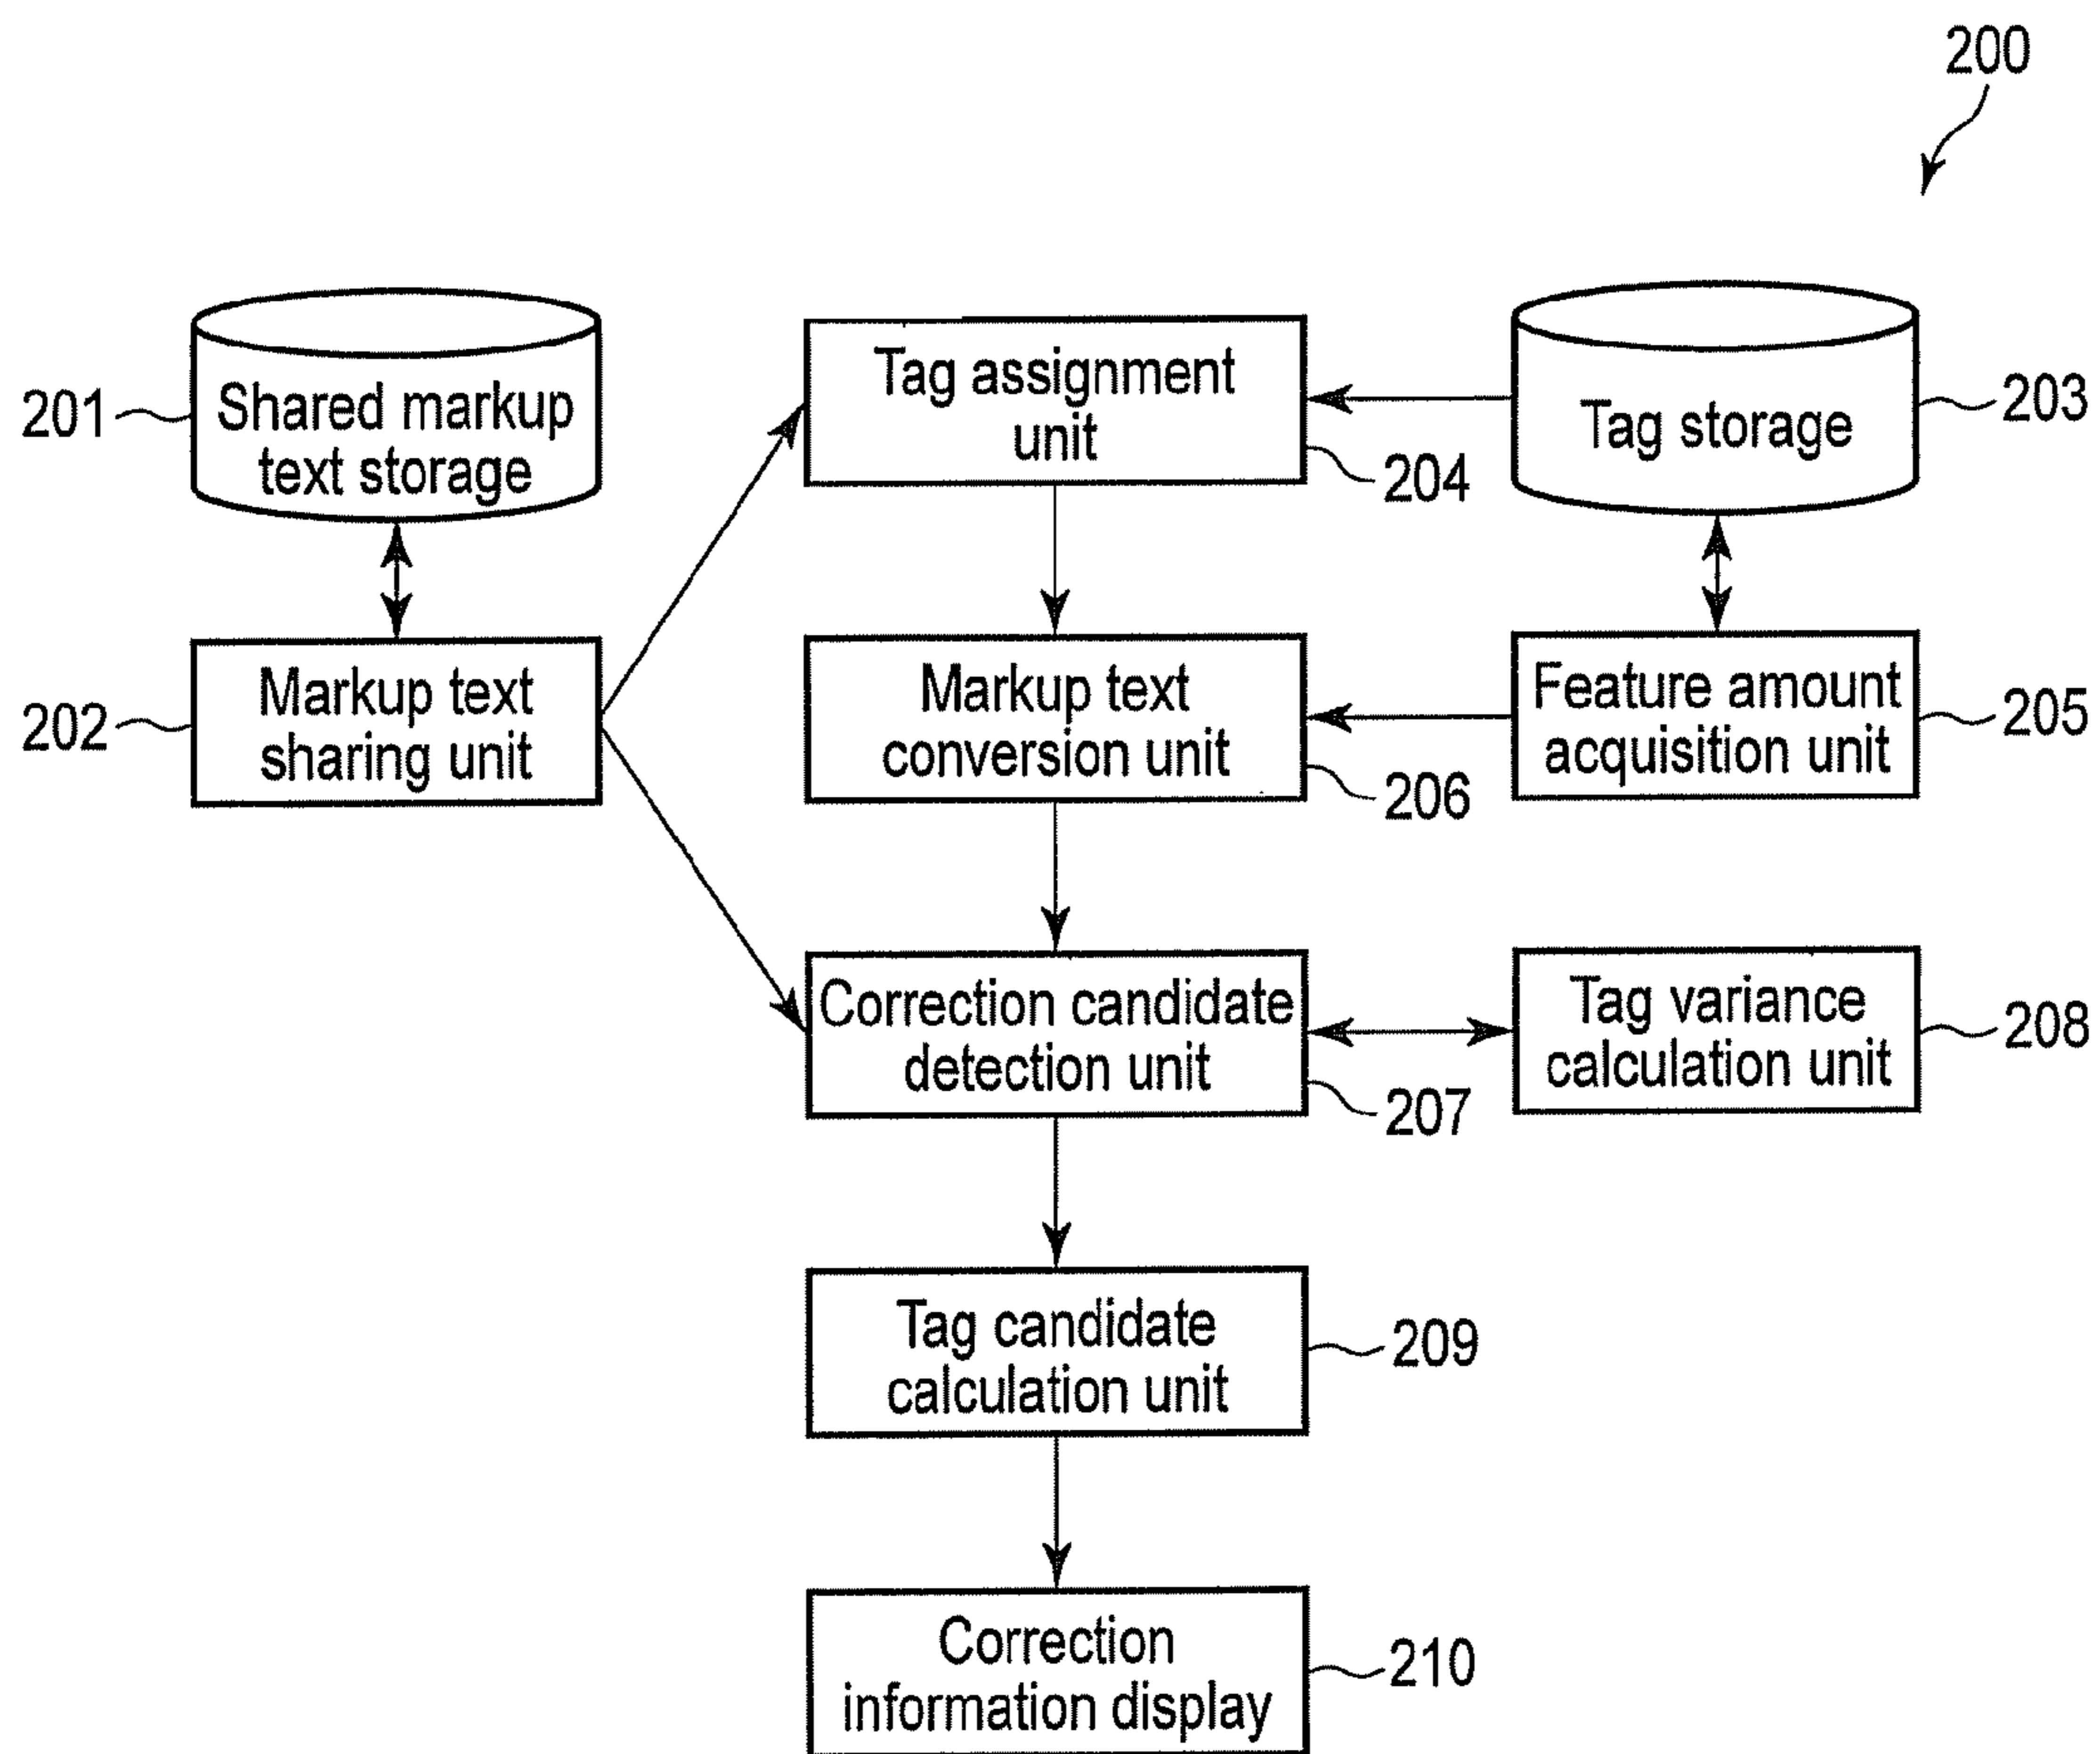 200
201
Shared markup
text storage
Tag assignment
unit
204
Tag storage
203
202
Markup text
sharing unit
Markup text
conversion unit
206
Feature amount
acquisition unit
205
Correction candidate
detection unit
207
Tag variance
calculation unit
208
Tag candidate
calculation unit
209
Correction
information display
210